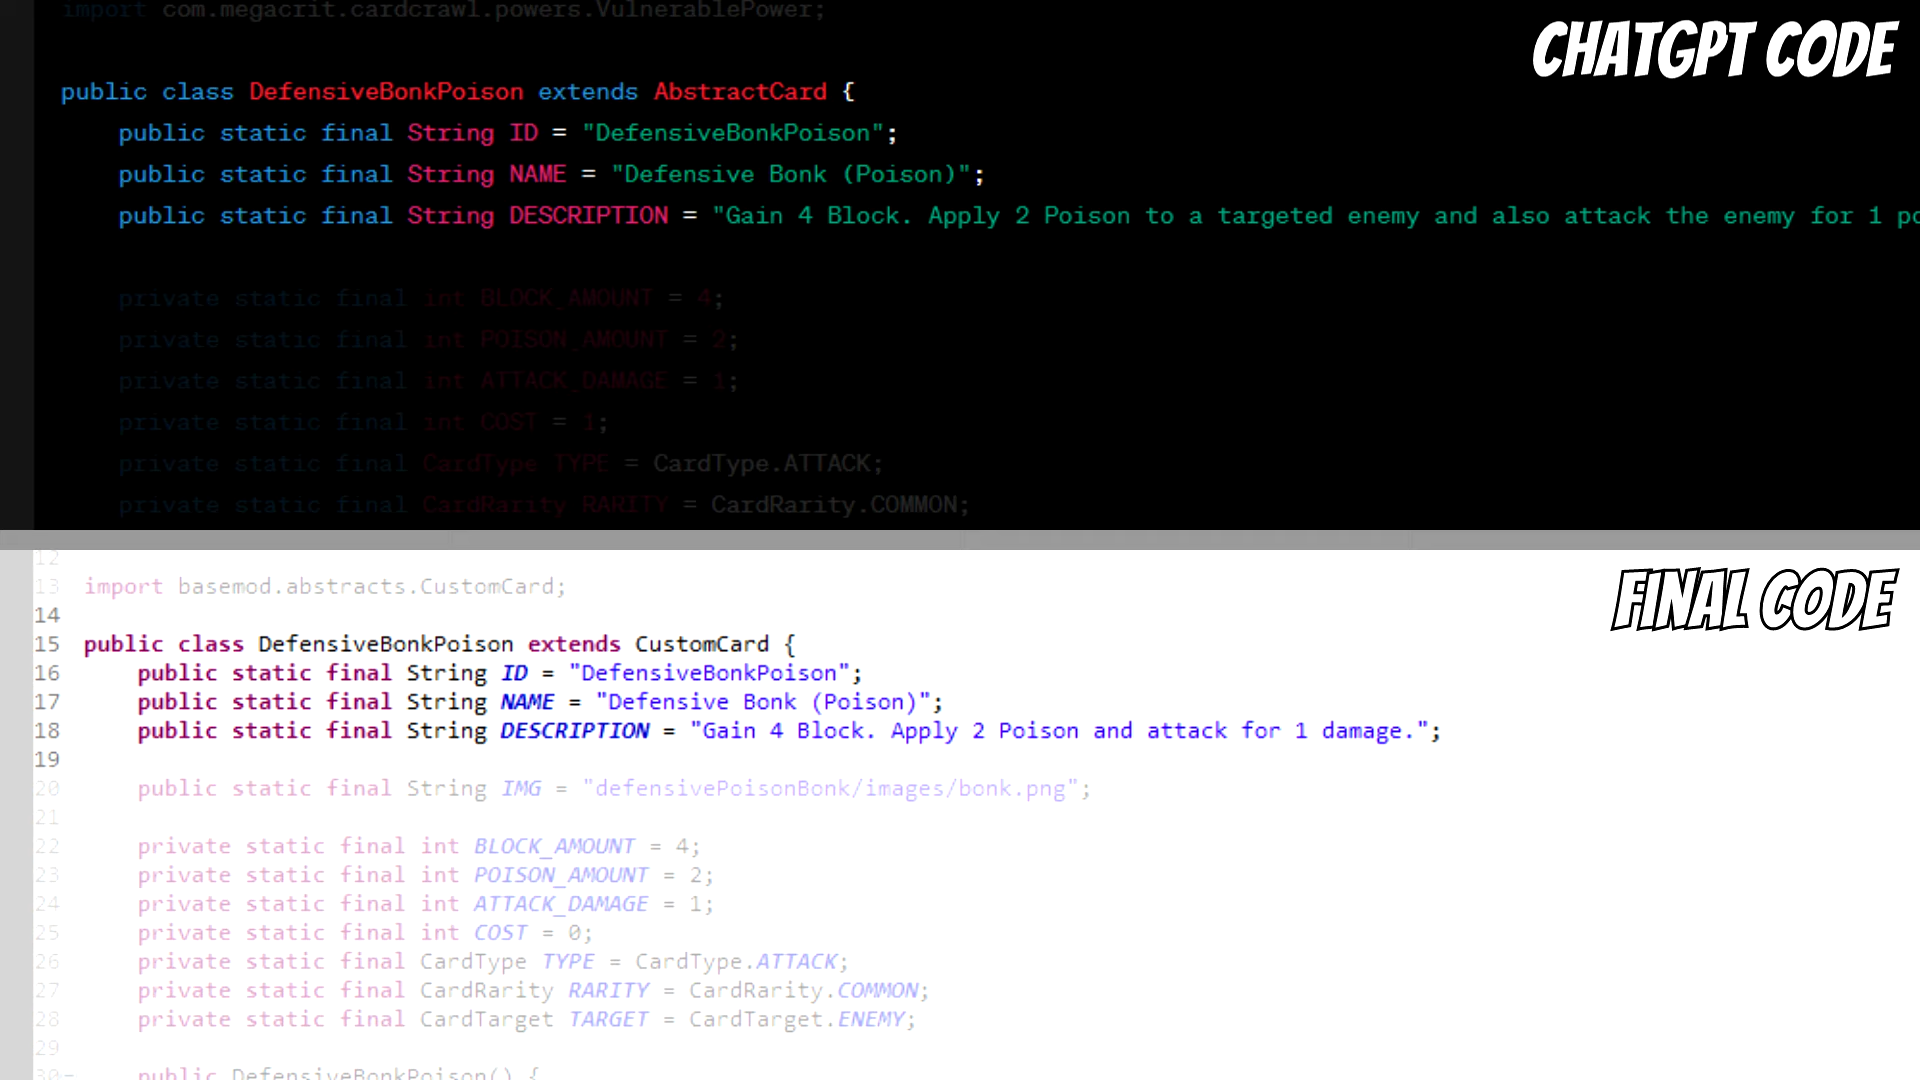 import com.megacrit.cardcrawl.powers.VulnerablePower;
CHATGPT CODE
public class DefensiveBonkPoison extends AbstractCard {
public static final String ID = "DefensiveBonkPoison";
public static final String NAME = "Defensive Bonk (Poison)";
public static final String DESCRIPTION = "Gain 4 Block. Apply 2 Poison to a targeted enemy and also attack the enemy for 1
private static final int BLOCK_AMOUNT = 4;
private static final int POISON_AMOUNT = 2;
private static final int ATTACK_DAMAGE = 1;
private static final int COST = 1;
private static final CardType TYPE = CardType.ATTACK;
private static final CardRarity RARITY = CardRarity.COMMON;
12
13 import basemod.abstracts.CustomCard;
FINAL CODE
14
15 public class DefensiveBonkPoison extends CustomCard {
16 public static final String ID = "DefensiveBonkPoison";
17 public static final String NAME = "Defensive Bonk (Poison)";
18 public static final String DESCRIPTION = "Gain 4 Block. Apply 2 Poison and attack for 1 damage.";
19
20 public static final String IMG = "defensivePoisonBonk/images/bonk.png";
21
22 private static final int BLOCK_AMOUNT = 4;
23 private static final int POISON_AMOUNT = 2;
24 private static final int ATTACK_DAMAGE = 1;
25 private static final int COST = 0;
26 private static final CardType TYPE = CardType.ATTACK;
27 private static final CardRarity RARITY = CardRarity.COMMON;
28 private static final CardTarget TARGET = CardTarget.ENEMY;
29
30 public DefensiveBonkPoison() {